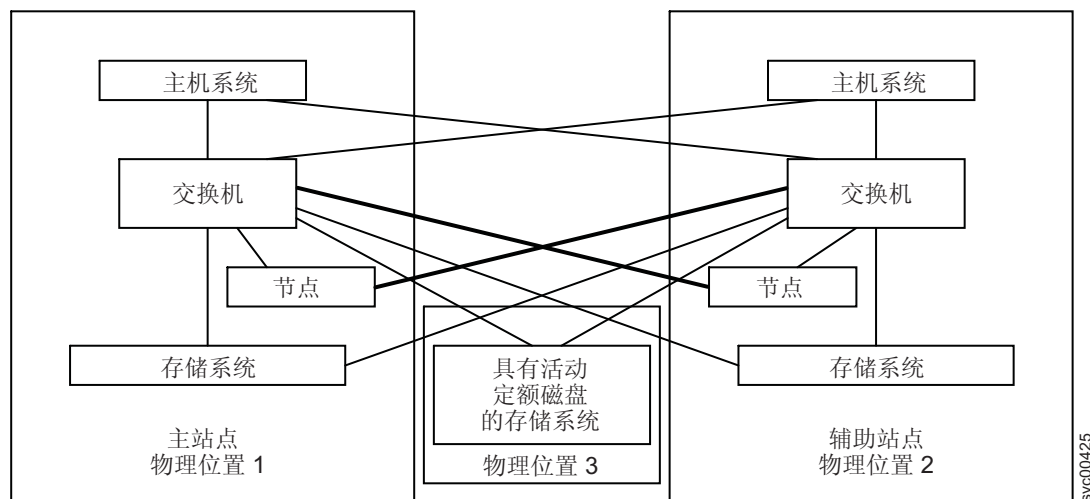 主机系统
主机系统
交换机
交换机
节点
节点
存储系统
具有活动
定额磁盘
的存储系统
存储系统
主站点
物理位置 1
物理位置 3
辅助站点
物理位置 2
svc00425